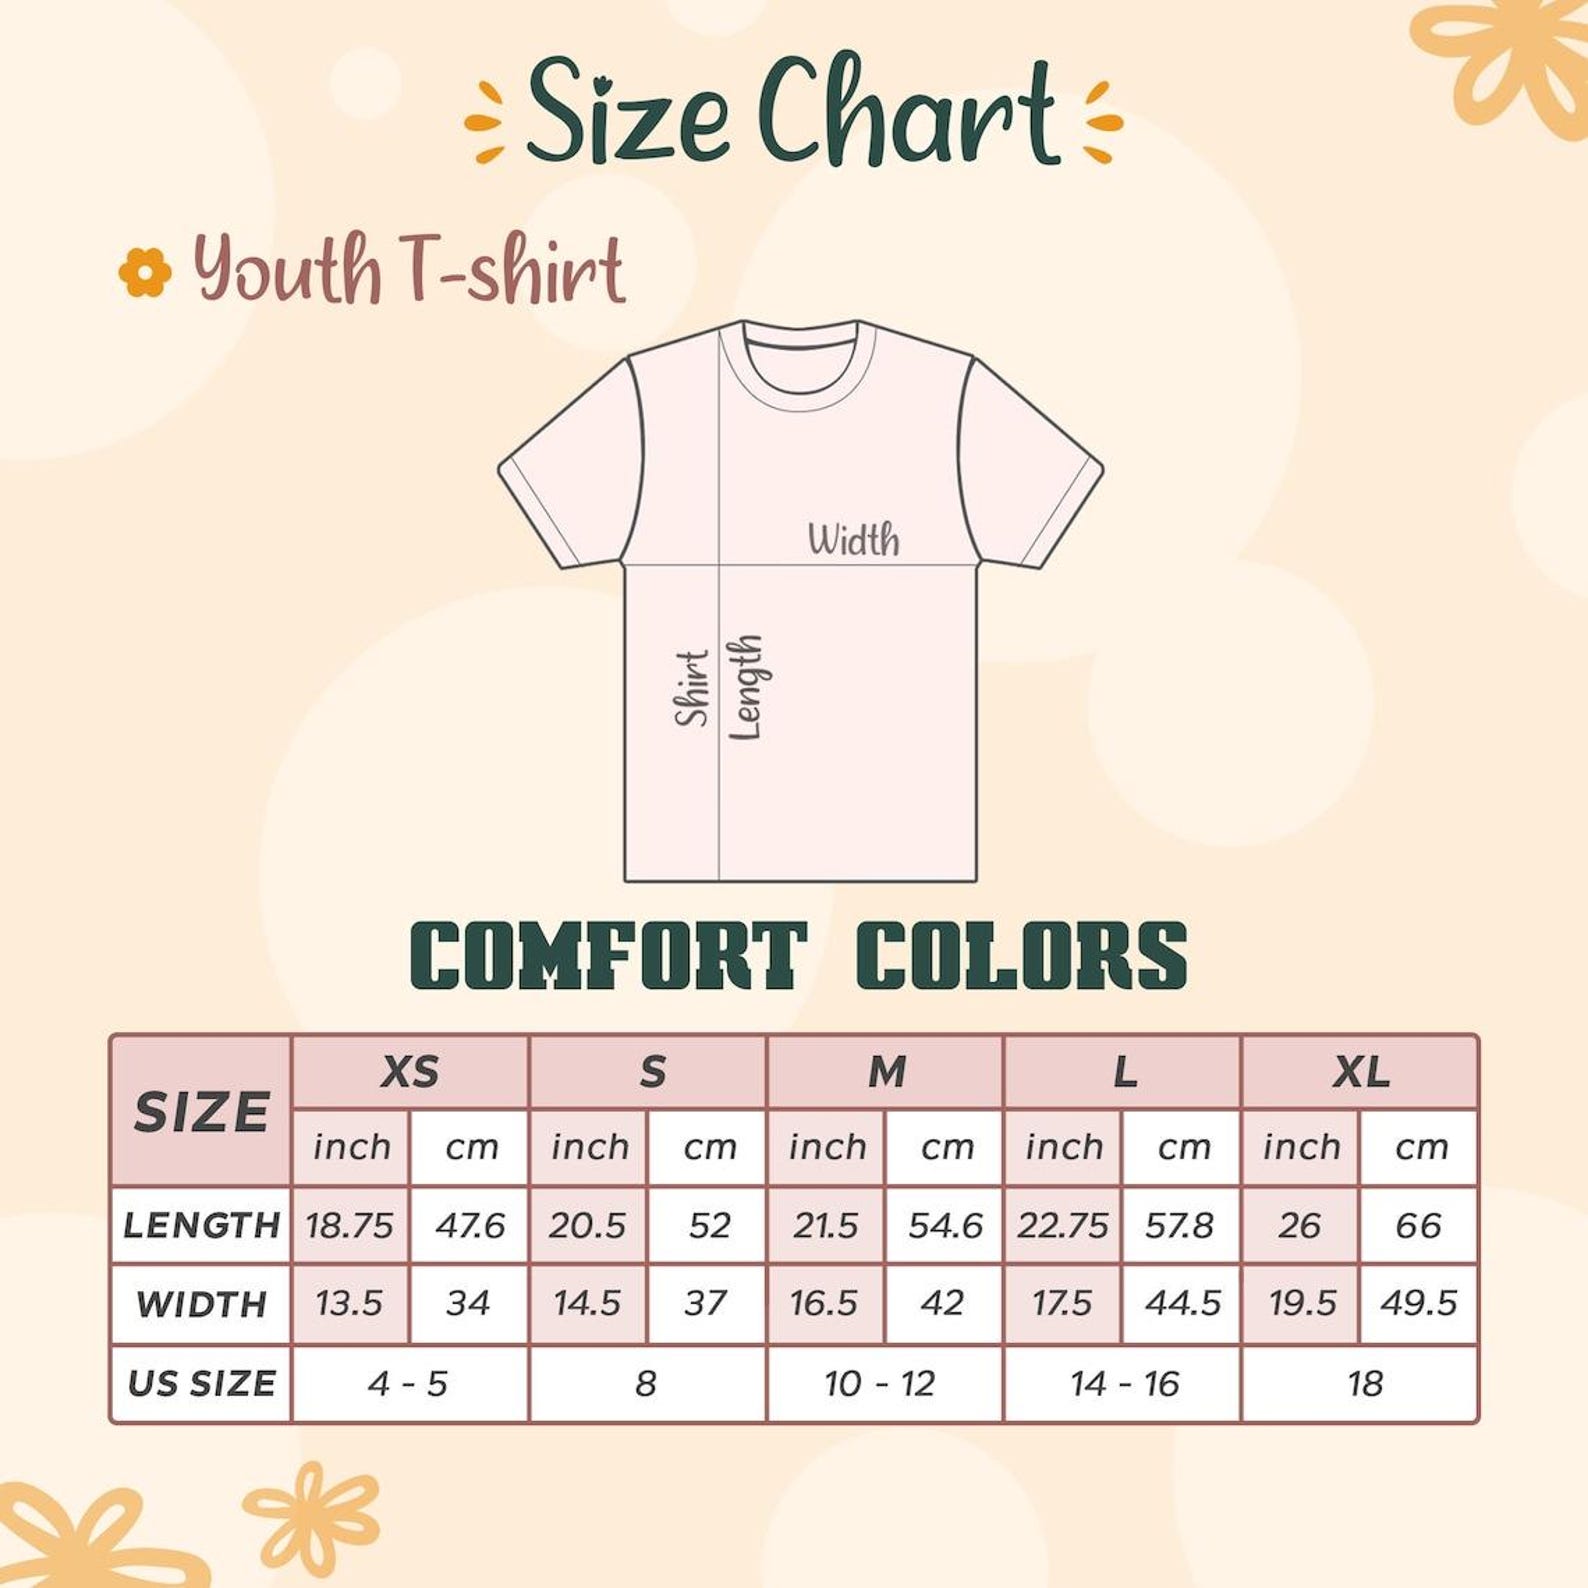 Size Chart
Youth T-shirt
Width
Shirt
Length
COMFORT COLORS
SIZE XS S M L XL
inch cm inch cm inch cm inch cm inch cm
LENGTH 18.75 47.6 20.5 52 21.5 54.6 22.75 57.8 26 66
WIDTH 13.5 34 14.5 37 16.5 42 17.5 44.5 19.5 49.5
US SIZE 4 - 5 8 10 - 12 14 - 16 18